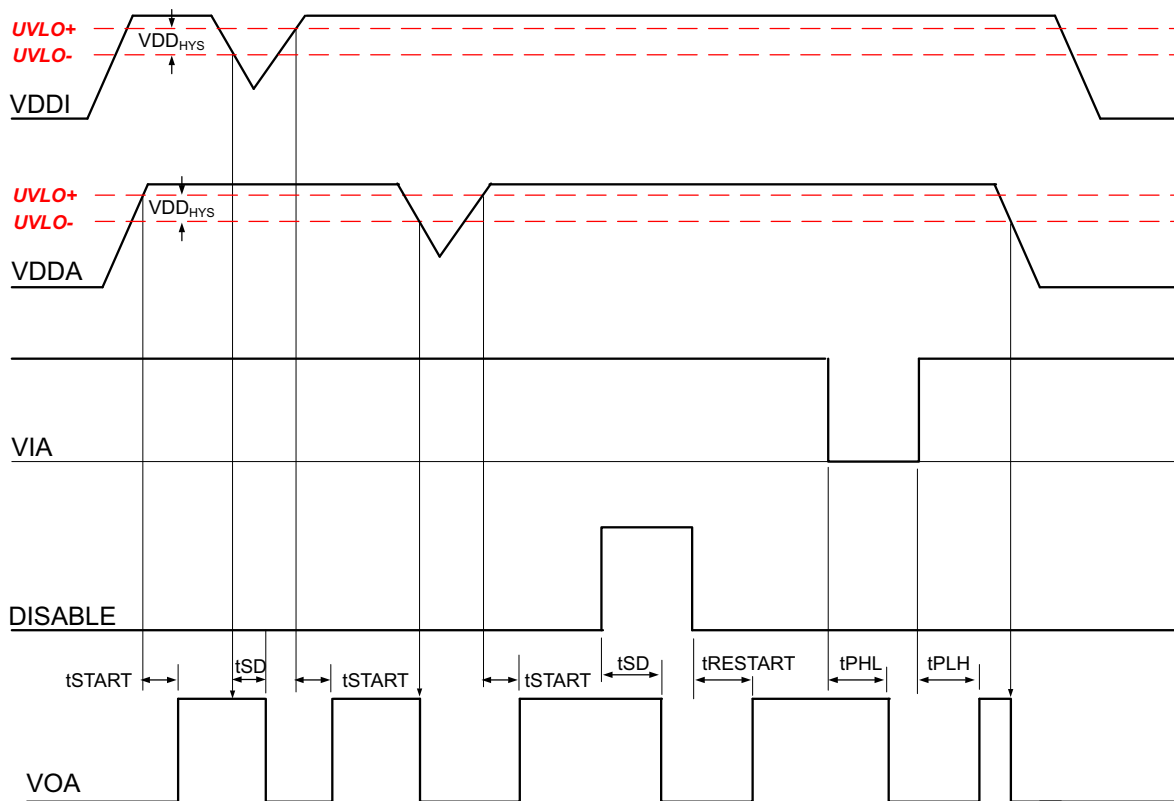 UVLO+
VDDHYS
UVLO-
VDDI
UVLO+
VDDHYS
UVLO-
VDDA
VIA
DISABLE
tSTART
tSD
tSTART
tSTART
tSD
tRESTART
tPHL
tPLH
VOA